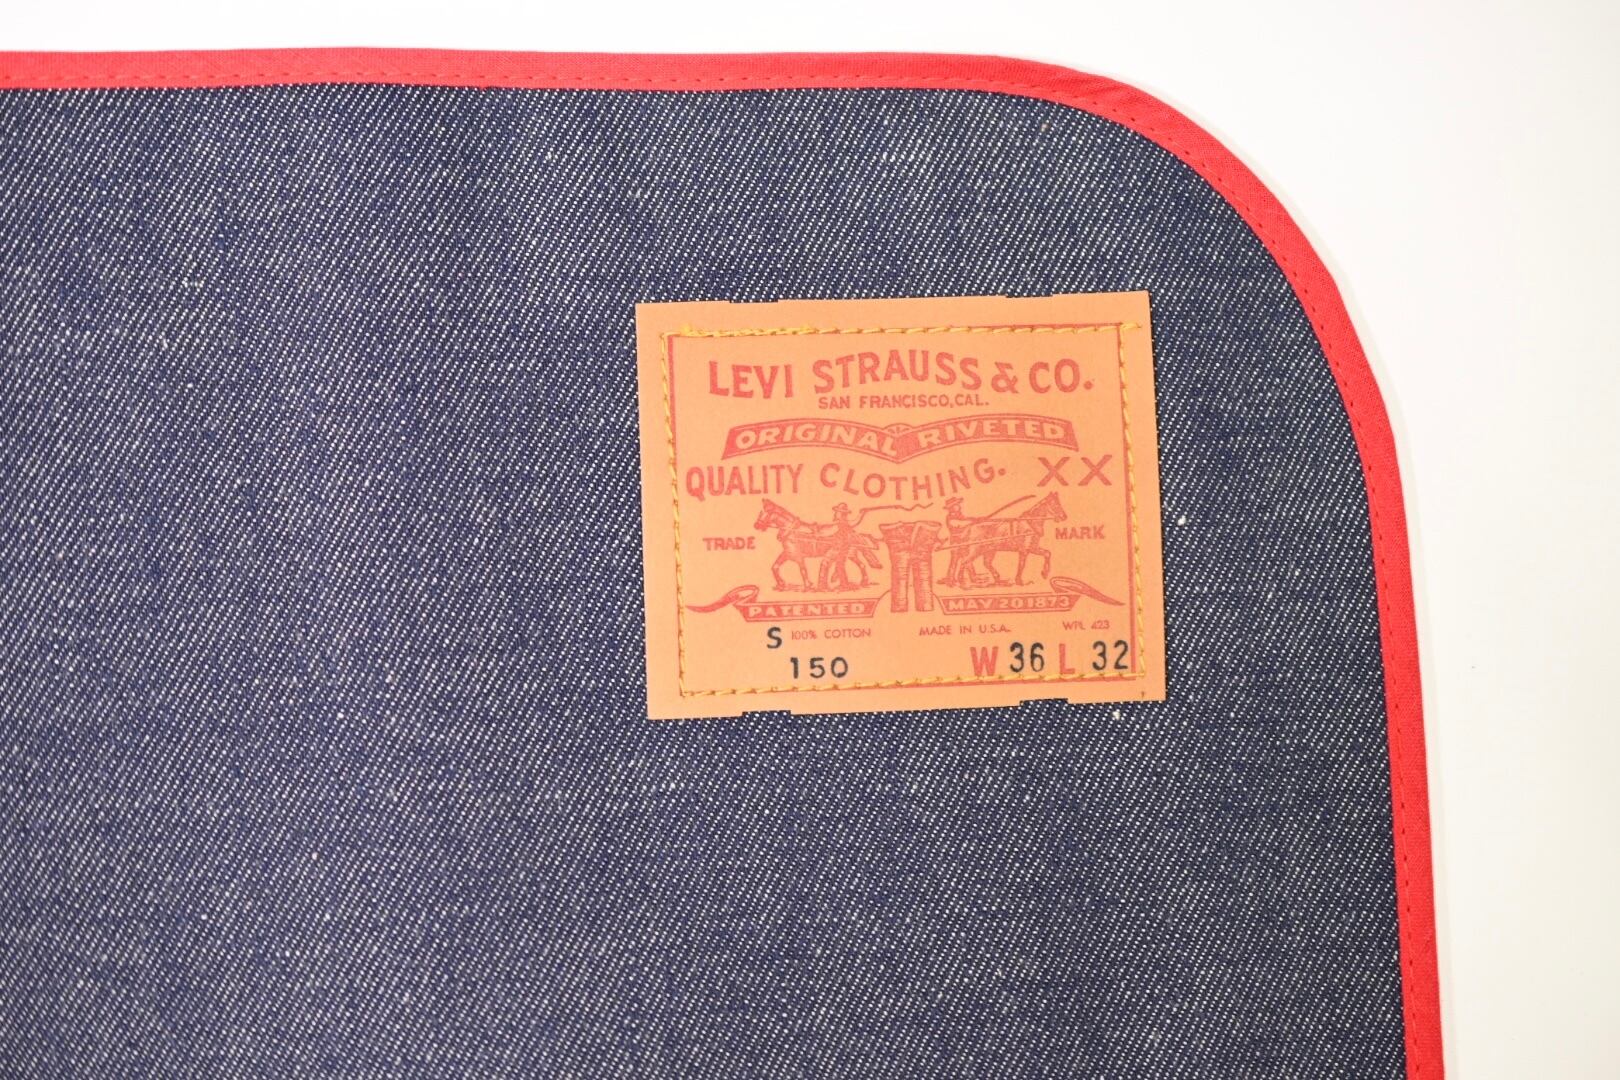 LEVI STRAUSS & CO.
SAN FRANCISCO, CAL.
ORIGINAL RIVETED
QUALITY CLOTHING. XX
TRADE MARK
PATENTED MAY 20 1873
S 100% COTTON MADE IN U.S.A. WPL 423
150 W 36 L 32